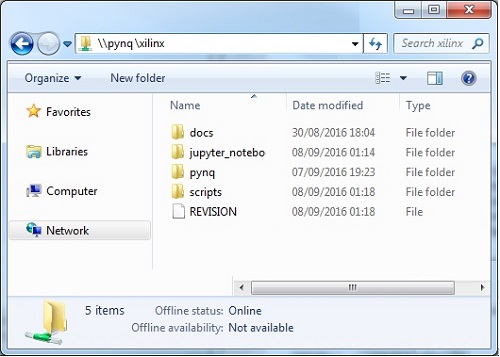 \\pynq\xilinx Search xilinx
Organize New folder
Favorites
Libraries
Computer
Network
Name Date modified Type
docs 30/08/2016 18:04 File folder
jupyter_notebo 08/09/2016 01:14 File folder
pynq 07/09/2016 19:23 File folder
scripts 08/09/2016 01:18 File folder
REVISION 08/09/2016 01:18 File
5 items Offline status: Online
Offline availability: Not available